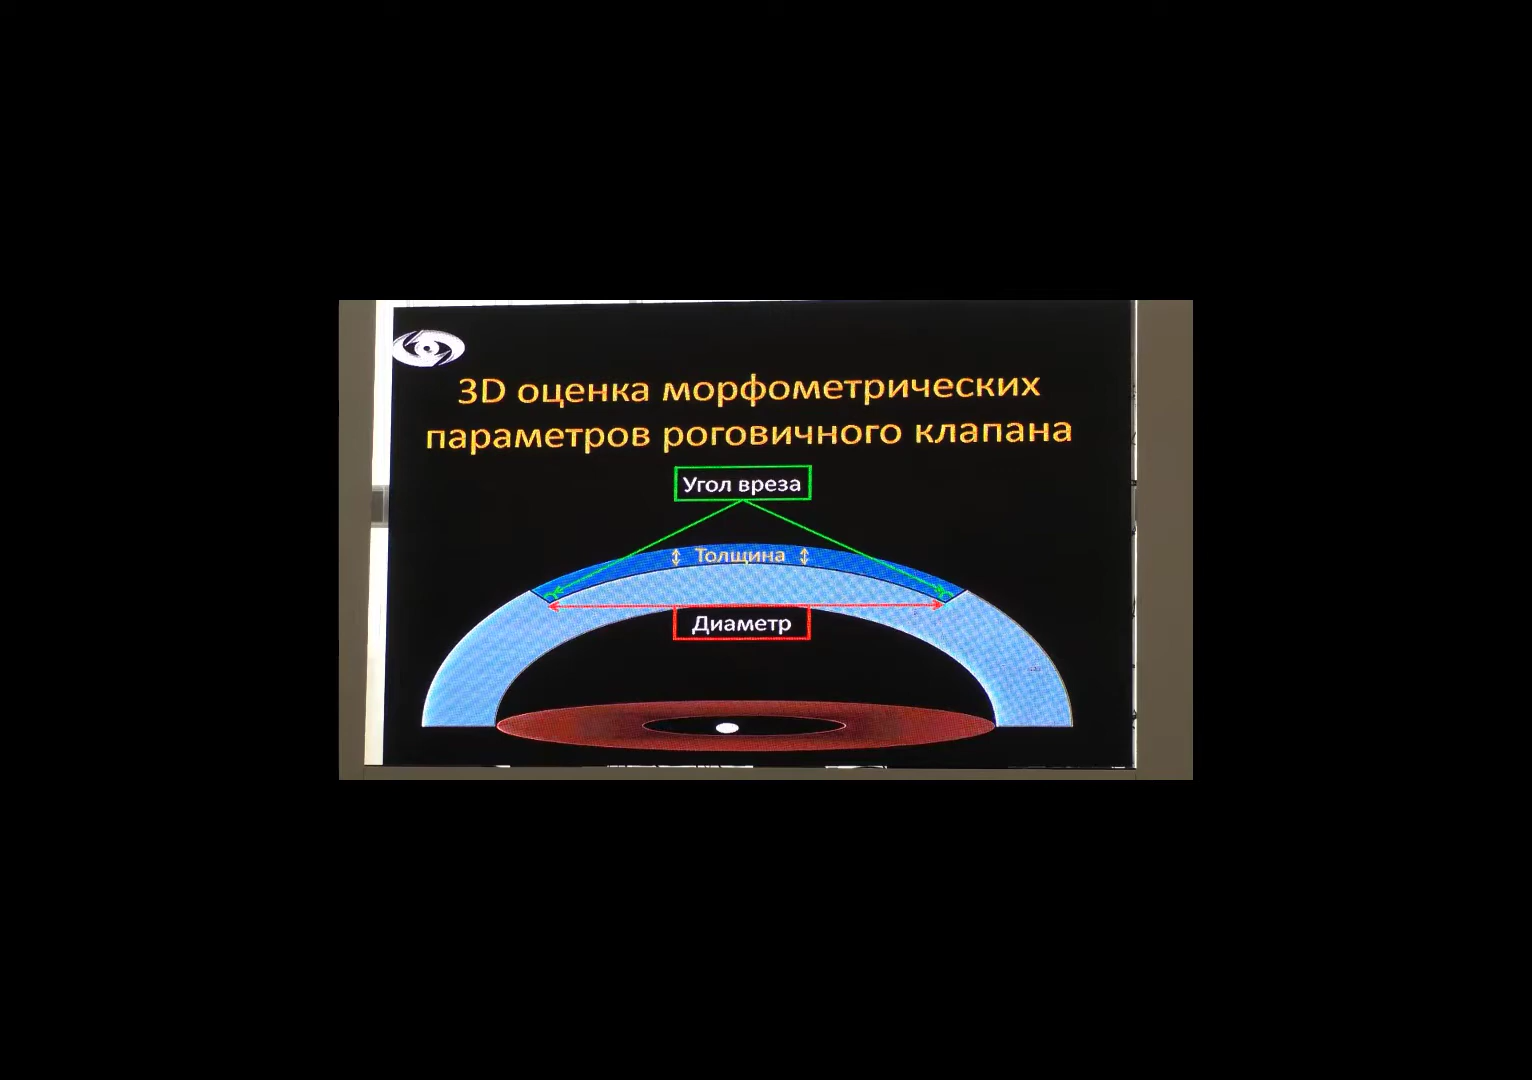 3D оценка морфометрических
параметров роговичного клапана
Угол вреза
Толщина
Диаметр